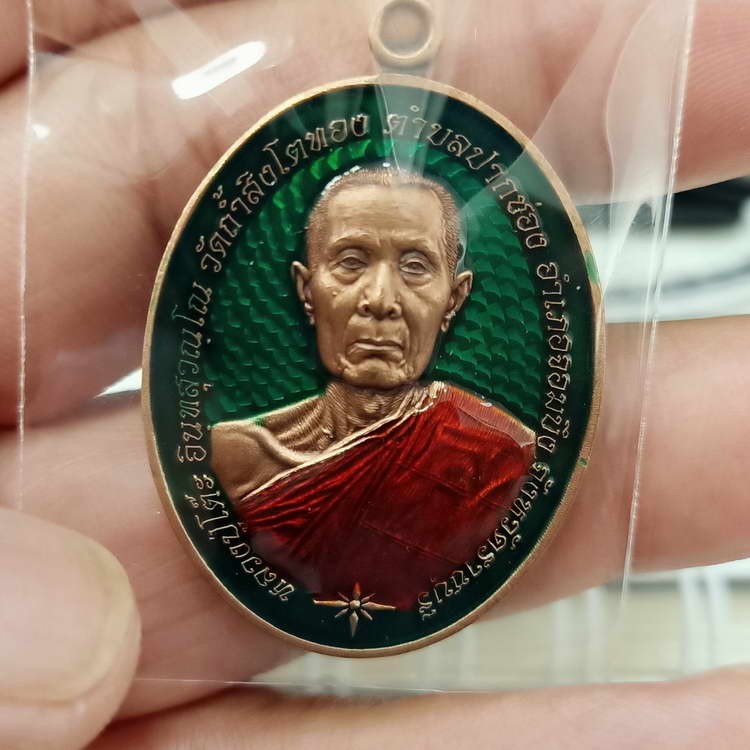 หลวงปู่โต๊ะ อินทสุวณฺโณ วัดถ้ำสิงโตทอง ตำบลปากช่อง อำเภอจอมบึง จังหวัดราชบุรี